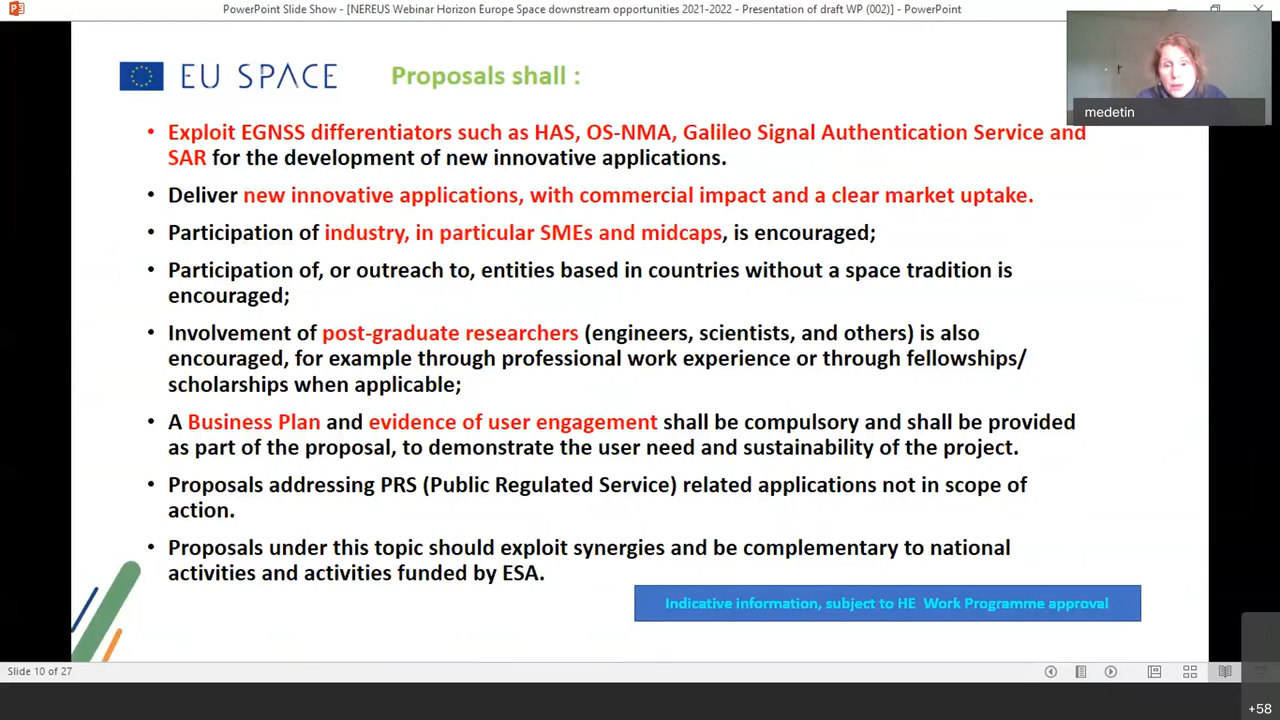 PowerPoint Slide Show - [NEREUS Webinar Horizon Europe Space downstream opportunities 2021-2022 - Presentation of draft WP (002)] - PowerPoint
EU SPACE
Proposals shall :
medetin
• Exploit EGNSS differentiators such as HAS, OS-NMA, Galileo Signal Authentication Service and
SAR for the development of new innovative applications.
• Deliver new innovative applications, with commercial impact and a clear market uptake.
• Participation of industry, in particular SMEs and midcaps, is encouraged;
• Participation of, or outreach to, entities based in countries without a space tradition is
encouraged;
• Involvement of post-graduate researchers (engineers, scientists, and others) is also
encouraged, for example through professional work experience or through fellowships/
scholarships when applicable;
• A Business Plan and evidence of user engagement shall be compulsory and shall be provided
as part of the proposal, to demonstrate the user need and sustainability of the project.
• Proposals addressing PRS (Public Regulated Service) related applications not in scope of
action.
• Proposals under this topic should exploit synergies and be complementary to national
activities and activities funded by ESA.
Indicative information, subject to HE Work Programme approval
Slide 10 of 27
+58